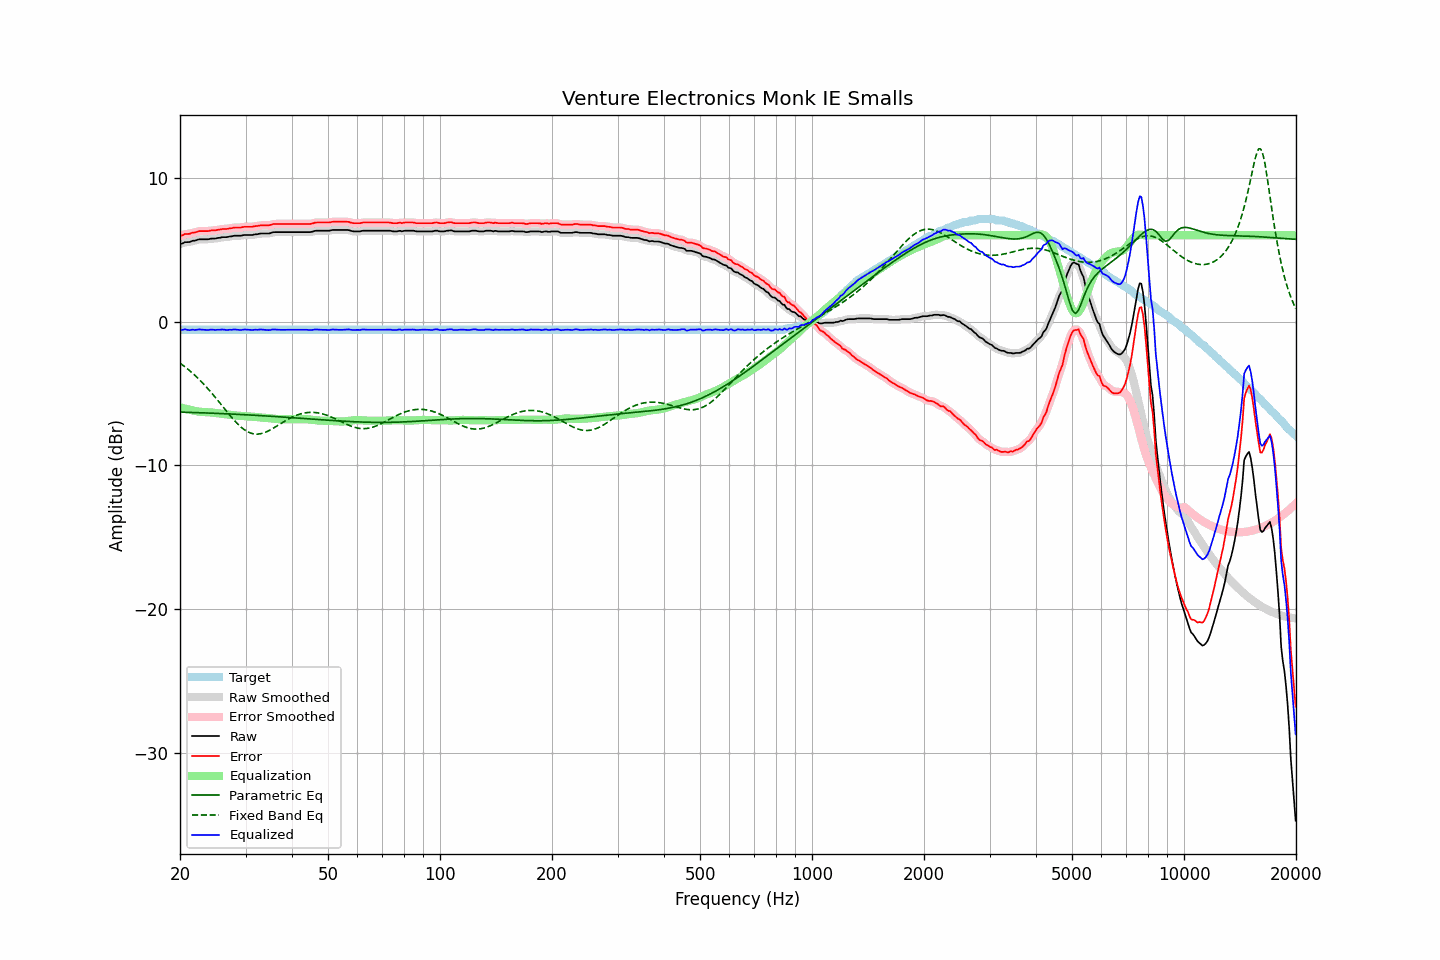 Venture Electronics Monk IE Smalls
Amplitude (dBr)
10
0
−10
−20
−30
Target
Raw Smoothed
Error Smoothed
Raw
Error
Equalization
Parametric Eq
Fixed Band Eq
Equalized
20 50 100 200 500 1000 2000 5000 10000 20000
Frequency (Hz)